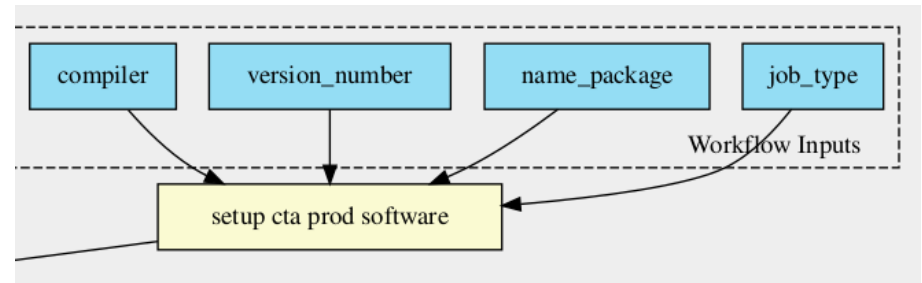 compiler
version_number
name_package
job_type
Workflow Inputs
setup cta prod software